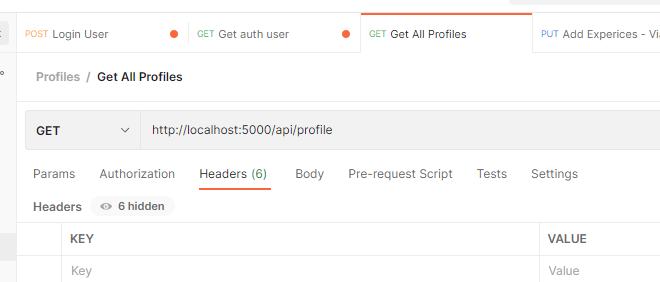 POST Login User GET Get auth user GET Get All Profiles PUT Add Experices - Via
Profiles / Get All Profiles
GET http://localhost:5000/api/profile
Params Authorization Headers (6) Body Pre-request Script Tests Settings
Headers 6 hidden
KEY VALUE
Key Value